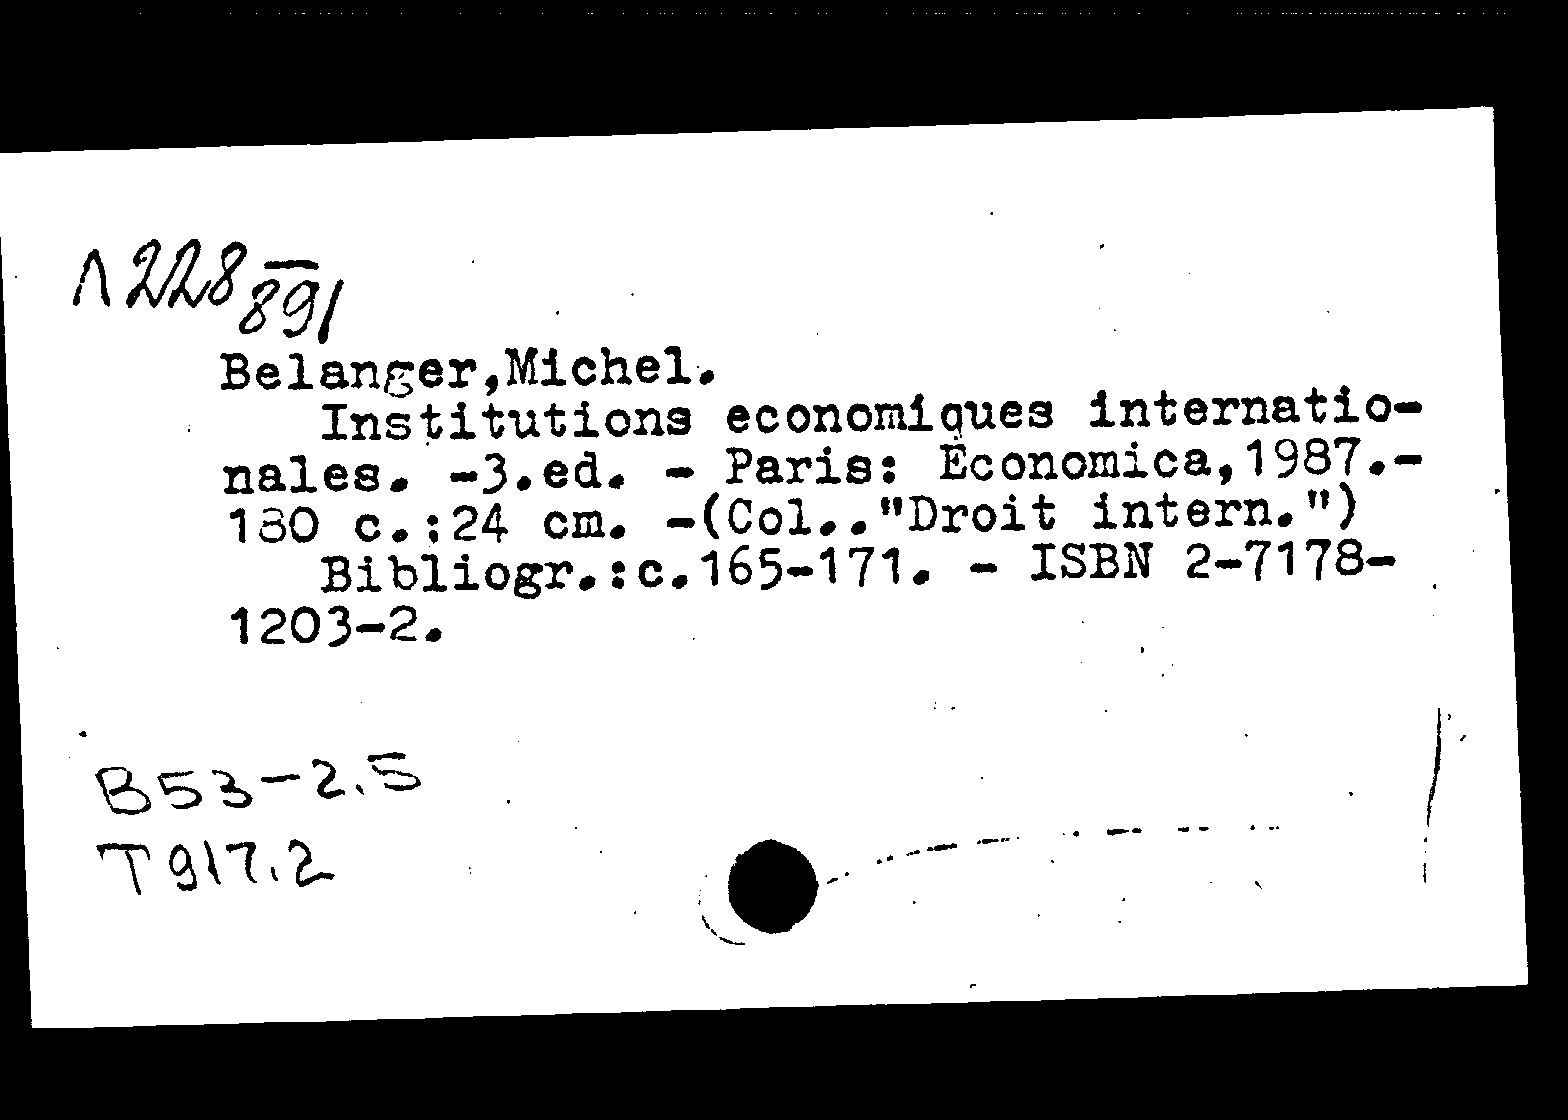 Л228
891
Belanger,Michel.
Institutions economiques internatio-
nales. -3.ed. - Paris: Economica,1987.-
180 c.:24 cm. -(Col.."Droit intern.")
Bibliogr.:c.165-171. - ISBN 2-7178-
1203-2.
B53-2.5
T917.2